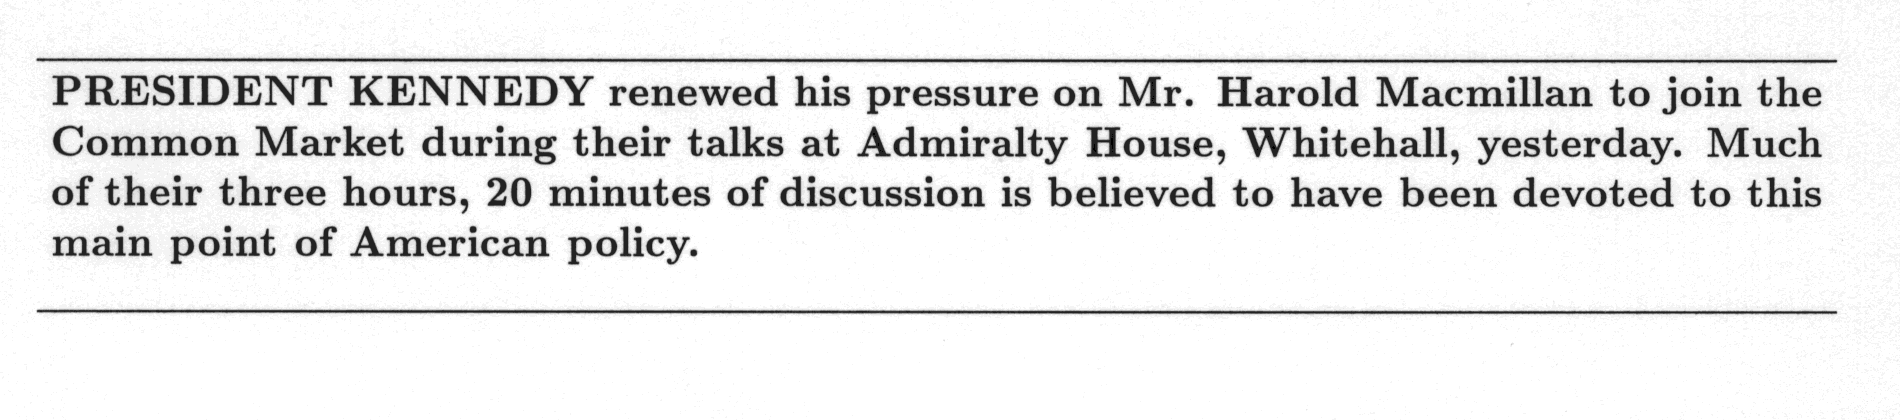 PRESIDENT KENNEDY renewed his pressure on Mr. Harold Macmillan to join the
Common Market during their talks at Admiralty House, Whitehall, yesterday. Much
of their three hours, 20 minutes of discussion is believed to have been devoted to this
main point of American policy.